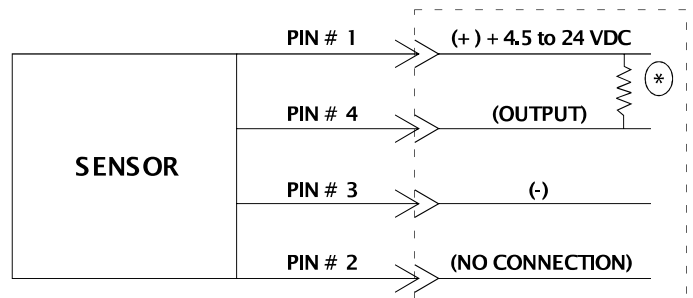 PIN # 1 (+) + 4.5 to 24 VDC
*
PIN # 4 (OUTPUT)
SENSOR
PIN # 3 (-)
PIN # 2 (NO CONNECTION)